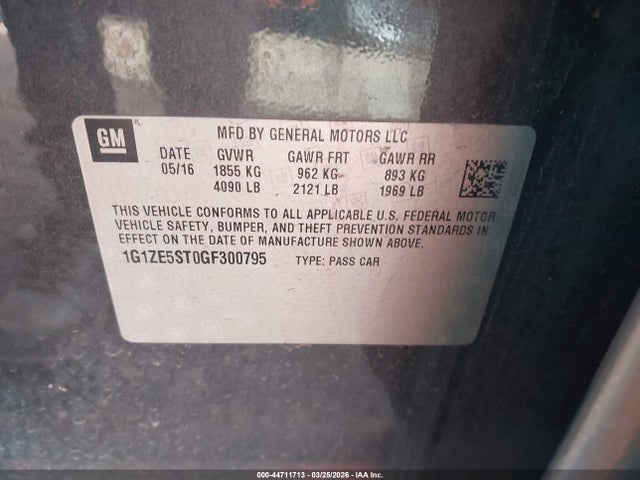 GM
MFD BY GENERAL MOTORS LLC
DATE GVWR GAWR FRT GAWR RR
05/16 1855 KG 962 KG 893 KG
4090 LB 2121 LB 1969 LB
THIS VEHICLE CONFORMS TO ALL APPLICABLE U.S. FEDERAL MOTOR
VEHICLE SAFETY, BUMPER, AND THEFT PREVENTION STANDARDS IN
EFFECT ON THE DATE OF MANUFACTURE SHOWN ABOVE.
1G1ZE5ST0GF300795 TYPE: PASS CAR
000-44711713 - 03/25/2026 - IAA Inc.